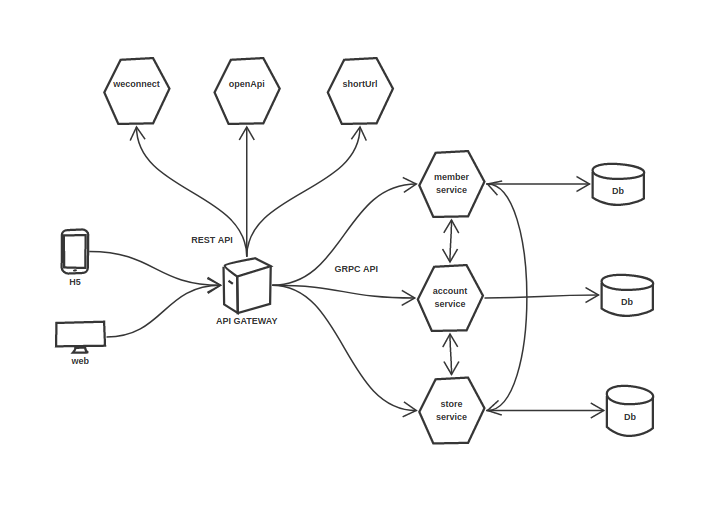 weconnect
openApi
shortUrl
member
service
Db
REST API
GRPC API
H5
account
service
Db
API GATEWAY
web
store
service
Db